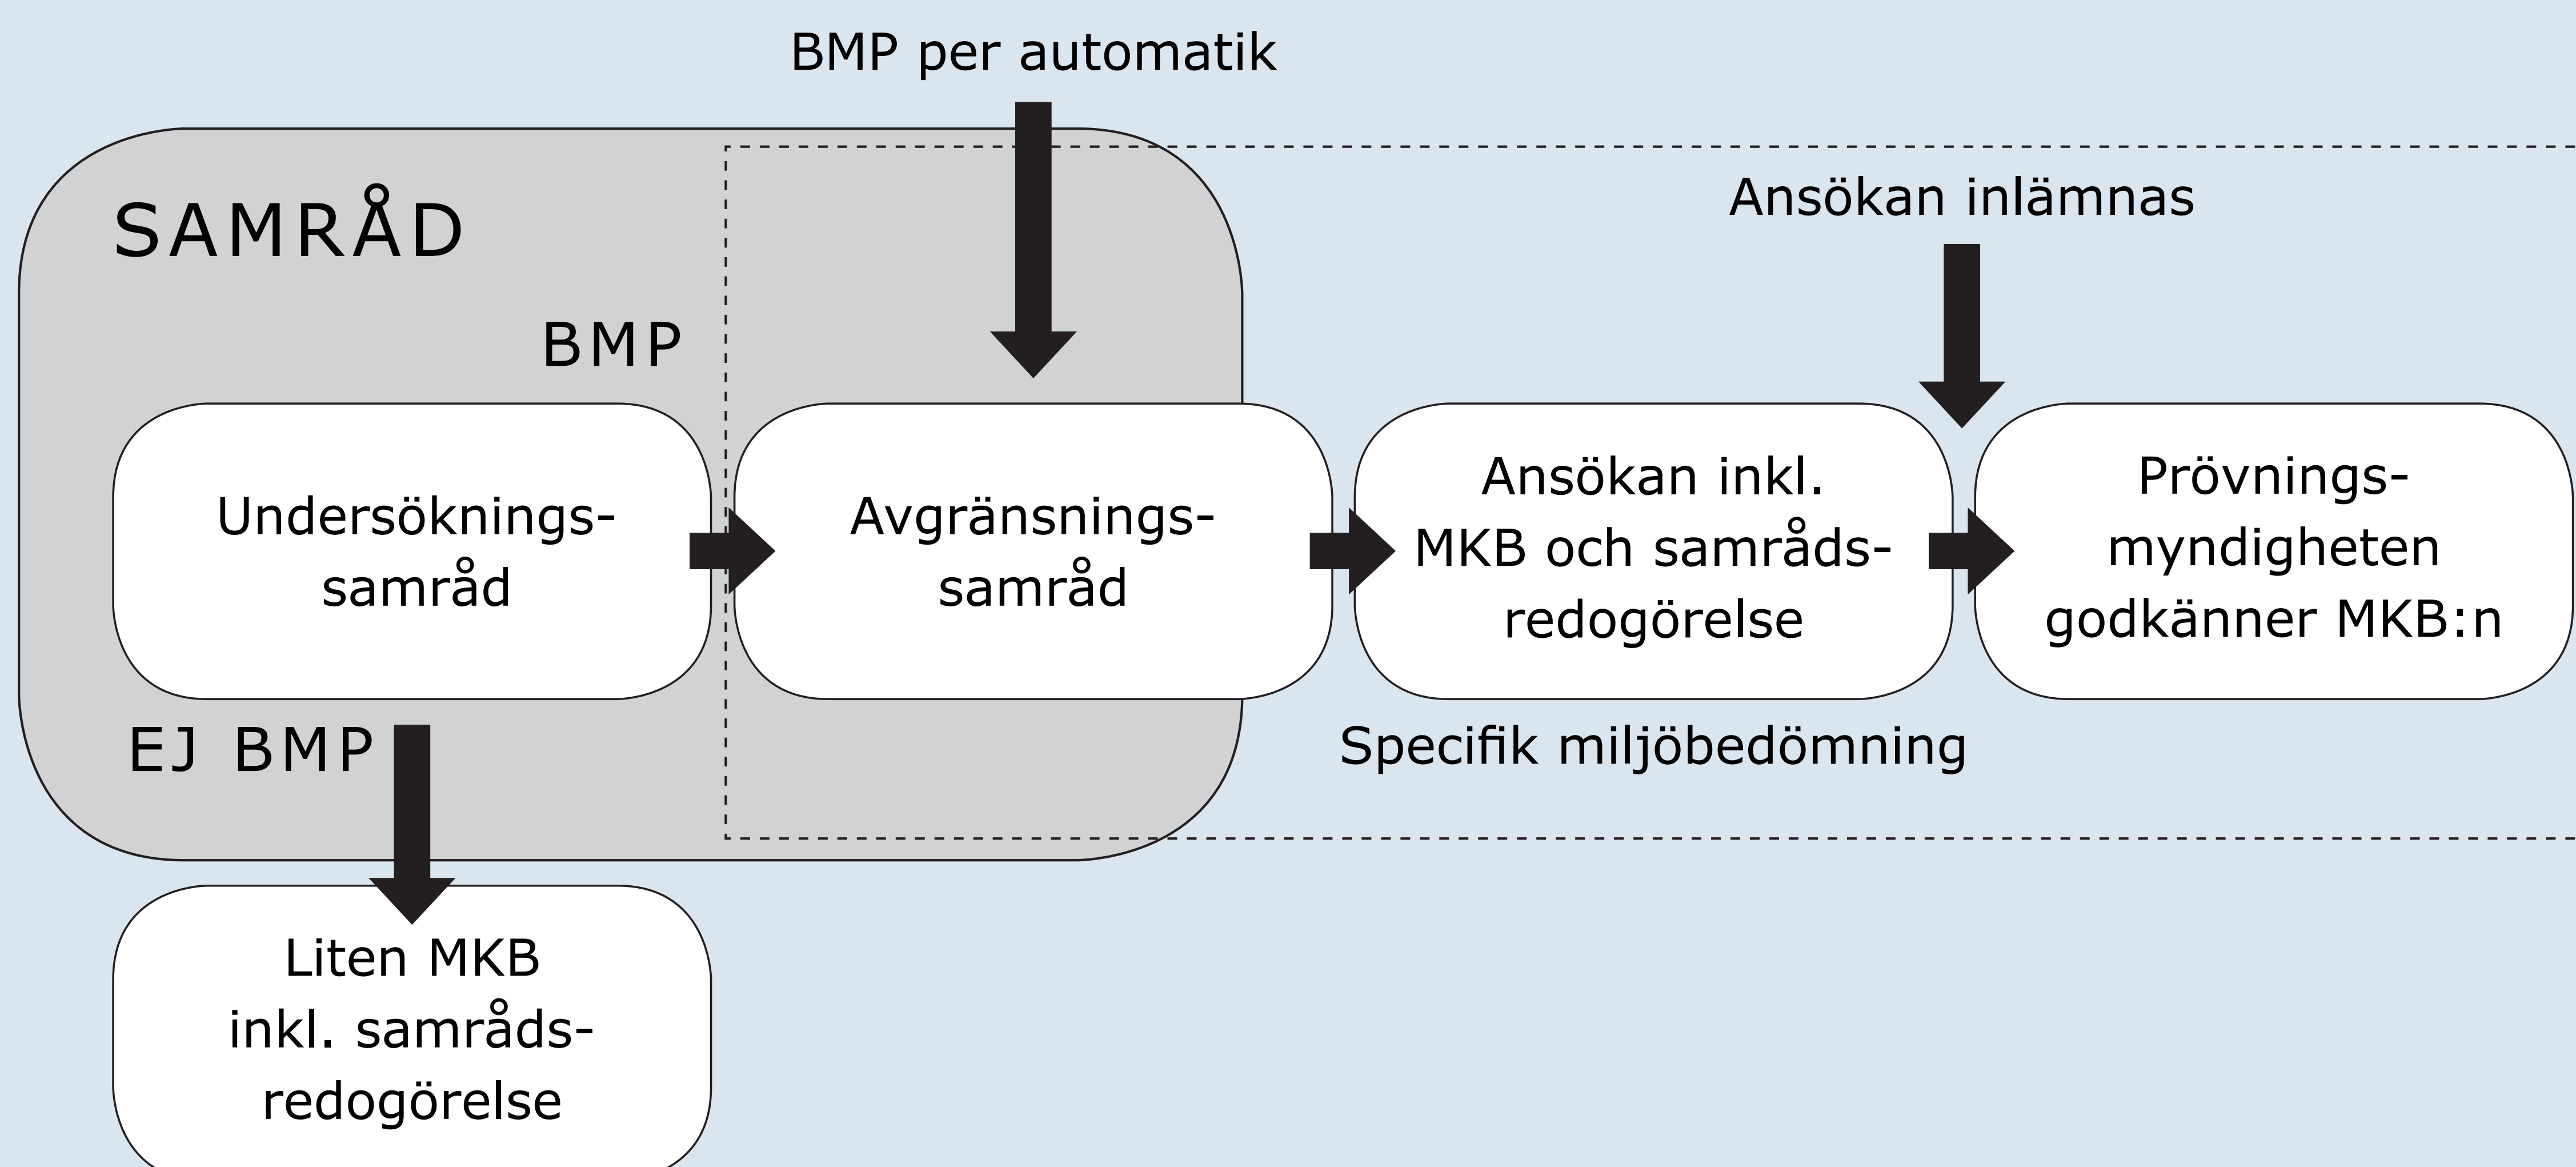 BMP per automatik
SAMRÅD
Ansökan inlämnas
BMP
Undersöknings-
samråd
Avgränsnings-
samråd
Ansökan inkl.
MKB och samråds-
redogörelse
Prövnings-
myndigheten
godkänner MKB:n
EJ BMP
Specifik miljöbedömning
Liten MKB
inkl. samråds-
redogörelse